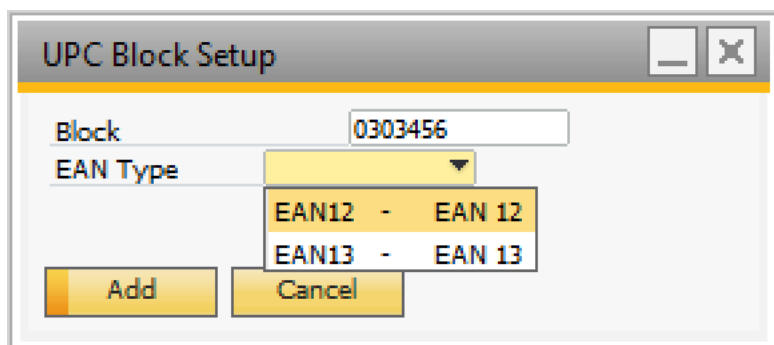 UPC Block Setup
Block 0303456
EAN Type
EAN12 - EAN 12
EAN13 - EAN 13
Add Cancel